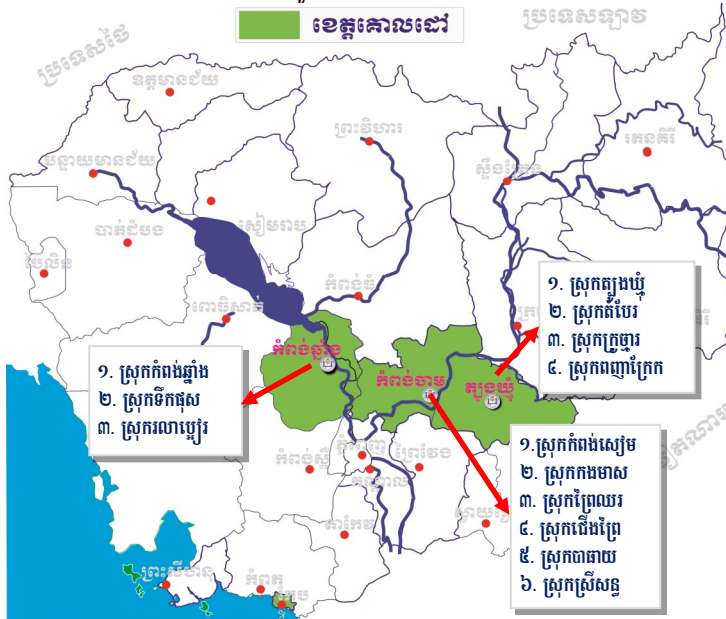 ខេត្តគោលដៅ
ប្រទេសឡាវ
ប្រទេសថៃ
ឧត្តមានជ័យ
ព្រះវិហារ
រតនគិរី
បន្ទាយមានជ័យ
ស្ទឹងត្រែង
សៀមរាប
បាត់ដំបង
ប៉ៃលិន
កំពង់ធំ
ពោធិសាត់
១. ស្រុកត្បូងឃ្មុំ
២. ស្រុកតំបែរ
៣. ស្រុកក្រូច្មារ
៤. ស្រុកពញាក្រែក
កំពង់ឆ្នាំង
កំពង់ចាម
ត្បូងឃ្មុំ
១. ស្រុកកំពង់ឆ្នាំង
២. ស្រុកទឹកផុស
៣. ស្រុករលាប្អៀរ
ភ្នំពេញ
កំពង់ស្ពឺ
ព្រៃវែង
កណ្តាល
តាកែវ
១.ស្រុកកំពង់សៀម
២. ស្រុកកងមាស
៣. ស្រុកព្រៃឈរ
៤. ស្រុកជើងព្រៃ
៥. ស្រុកបាធាយ
៦. ស្រុកស្រីសន្ធ
ព្រះសីហនុ
កំពត
កែប